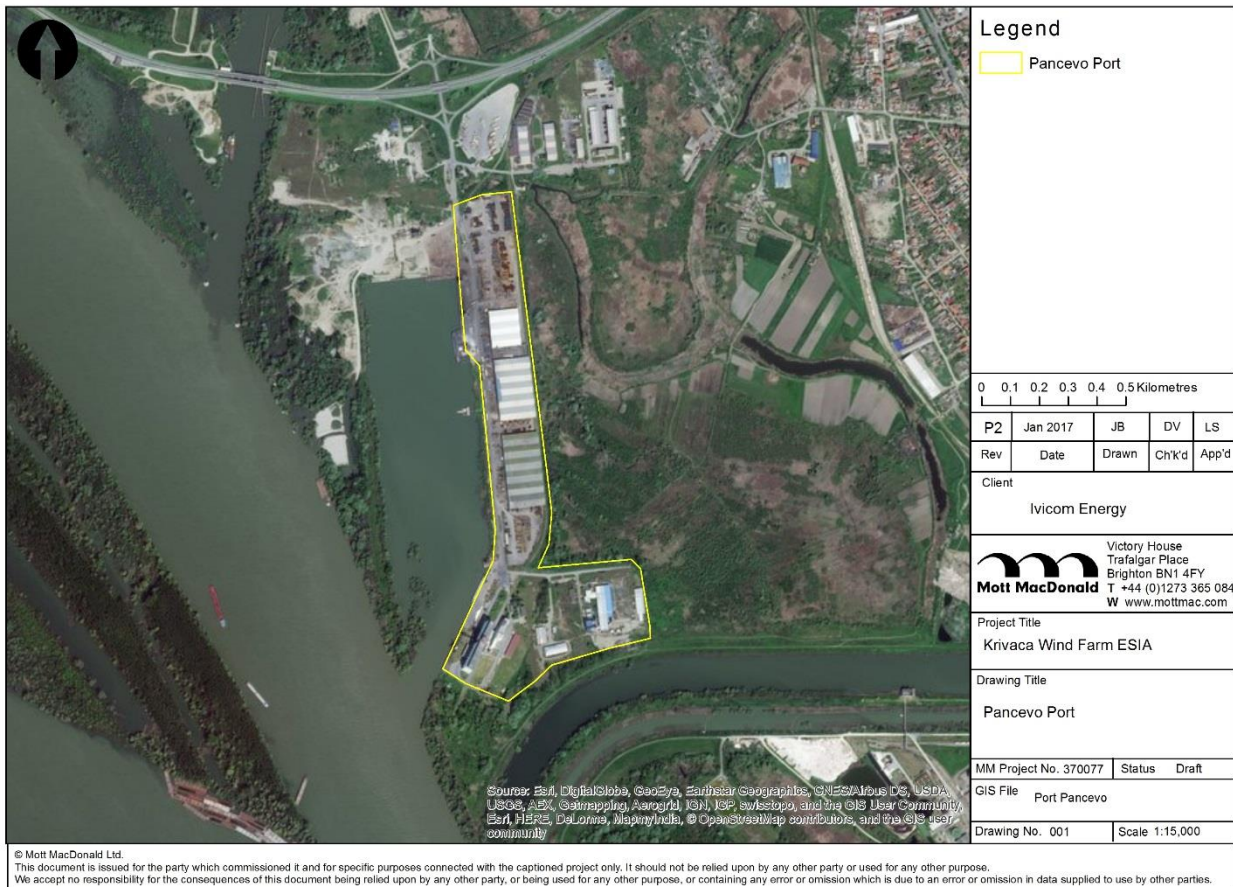 Legend
Pancevo Port
0 0.1 0.2 0.3 0.4 0.5 Kilometres
P2 Jan 2017 JB DV LS
Rev Date Drawn Ch'k'd App'd
Client
Ivicom Energy
Mott MacDonald
Victory House
Trafalgar Place
Brighton BN1 4FY
T +44 (0)1273 365 084
W www.mottmac.com
Project Title
Krivaca Wind Farm ESIA
Drawing Title
Pancevo Port
MM Project No. 370077 Status Draft
GIS File Port Pancevo
Drawing No. 001 Scale 1:15,000
Source: Esri, DigitalGlobe, GeoEye, Earthstar Geographics, CNES/Airbus DS, USDA,
USGS, AEX, Getmapping, Aerogrid, IGN, IGP, swisstopo, and the GIS User Community,
Esri, HERE, DeLorme, MapmyIndia, © OpenStreetMap contributors, and the GIS user
community
© Mott MacDonald Ltd.
This document is issued for the party which commissioned it and for specific purposes connected with the captioned project only. It should not be relied upon by any other party or used for any other purpose.
We accept no responsibility for the consequences of this document being relied upon by any other party, or being used for any other purpose, or containing any error or omission which is due to an error or omission in data supplied to use by other parties.